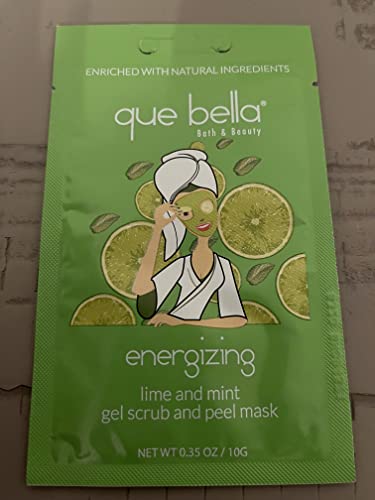 ENRICHED WITH NATURAL INGREDIENTS
que bella®
Bath & Beauty
energizing
lime and mint
gel scrub and peel mask
NET WT 0.35 OZ / 10G